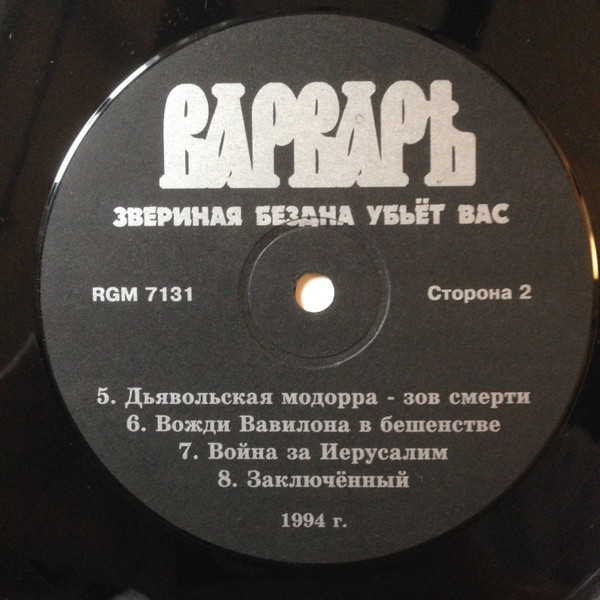 ВАРВАРЪ
ЗВЕРИНАЯ БЕЗДНА УБЬЁТ ВАС
RGM 7131
Сторона 2
5. Дьявольская модорра - зов смерти
6. Вожди Вавилона в бешенстве
7. Война за Иерусалим
8. Заключённый
1994 г.